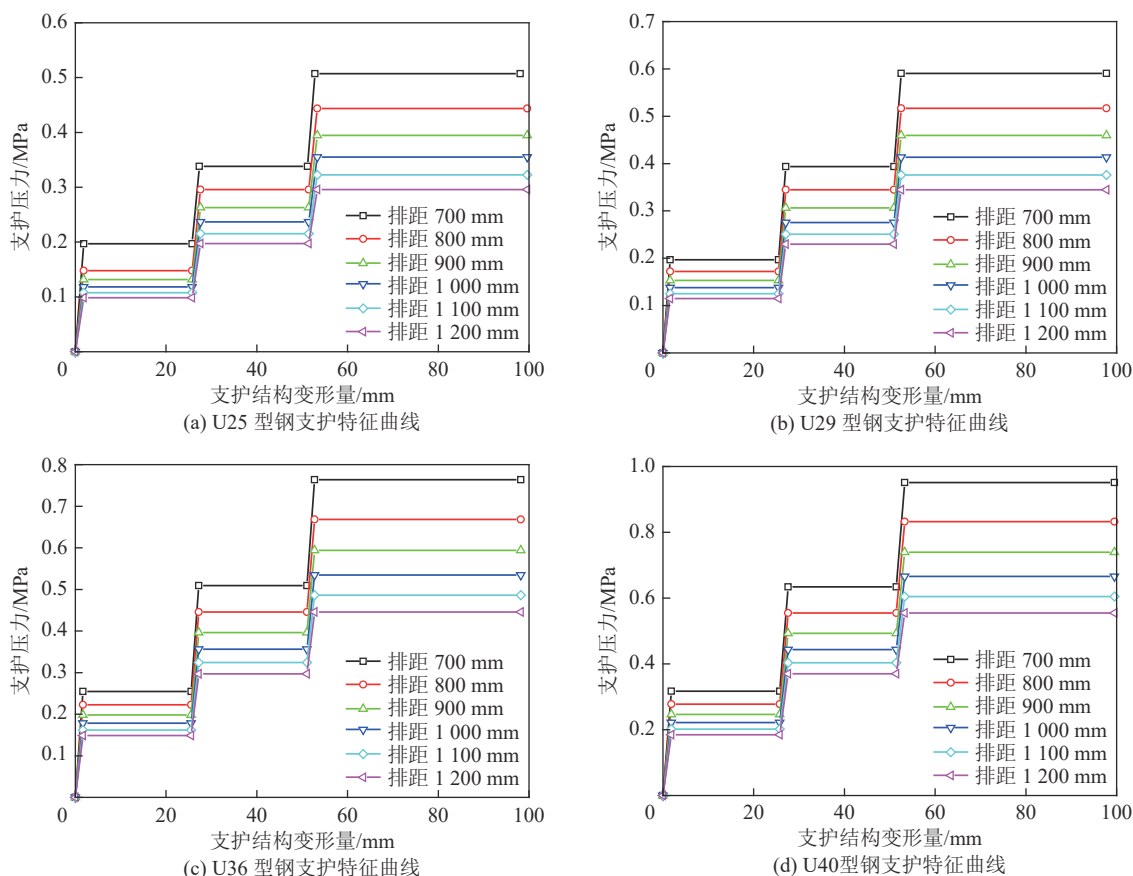 0.6
0.5
0.4
0.3
0.2
0.1
支护压力/MPa
排距 700 mm
排距 800 mm
排距 900 mm
排距 1 000 mm
排距 1 100 mm
排距 1 200 mm
0 20 40 60 80 100
支护结构变形量/mm
(a) U25 型钢支护特征曲线
0.7
0.6
0.5
0.4
0.3
0.2
0.1
支护压力/MPa
排距 700 mm
排距 800 mm
排距 900 mm
排距 1 000 mm
排距 1 100 mm
排距 1 200 mm
0 20 40 60 80 100
支护结构变形量/mm
(b) U29 型钢支护特征曲线
0.8
0.7
0.6
0.5
0.4
0.3
0.2
0.1
支护压力/MPa
排距 700 mm
排距 800 mm
排距 900 mm
排距 1 000 mm
排距 1 100 mm
排距 1 200 mm
0 20 40 60 80 100
支护结构变形量/mm
(c) U36 型钢支护特征曲线
1.0
0.8
0.6
0.4
0.2
支护压力/MPa
排距 700 mm
排距 800 mm
排距 900 mm
排距 1 000 mm
排距 1 100 mm
排距 1 200 mm
0 20 40 60 80 100
支护结构变形量/mm
(d) U40型钢支护特征曲线